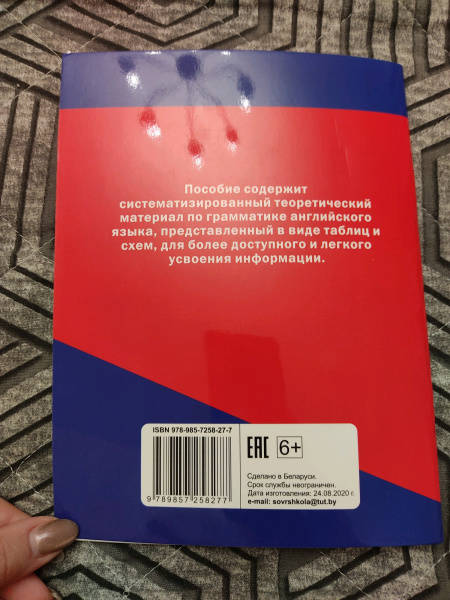 Пособие содержит
систематизированный теоретический
материал по грамматике английского
языка, представленный в виде таблиц и
схем, для более доступного и легкого
усвоения информации.
ISBN 978-985-7258-27-7
9 789857 258277
EAC 6+
Сделано в Беларуси.
Срок службы неограничен.
Дата изготовления: 24.08.2020 г.
e-mail: sovrshkola@tut.by